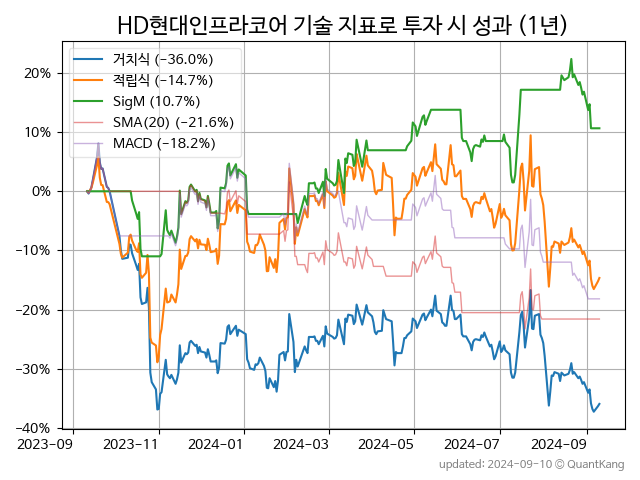 HD현대인프라코어 기술 지표로 투자 시 성과 (1년)
거치식 (−36.0%)
적립식 (−14.7%)
SigM (10.7%)
SMA(20) (−21.6%)
MACD (−18.2%)
20%
10%
0%
−10%
−20%
−30%
−40%
2023-09 2023-11 2024-01 2024-03 2024-05 2024-07 2024-09
updated: 2024-09-10 © QuantKang